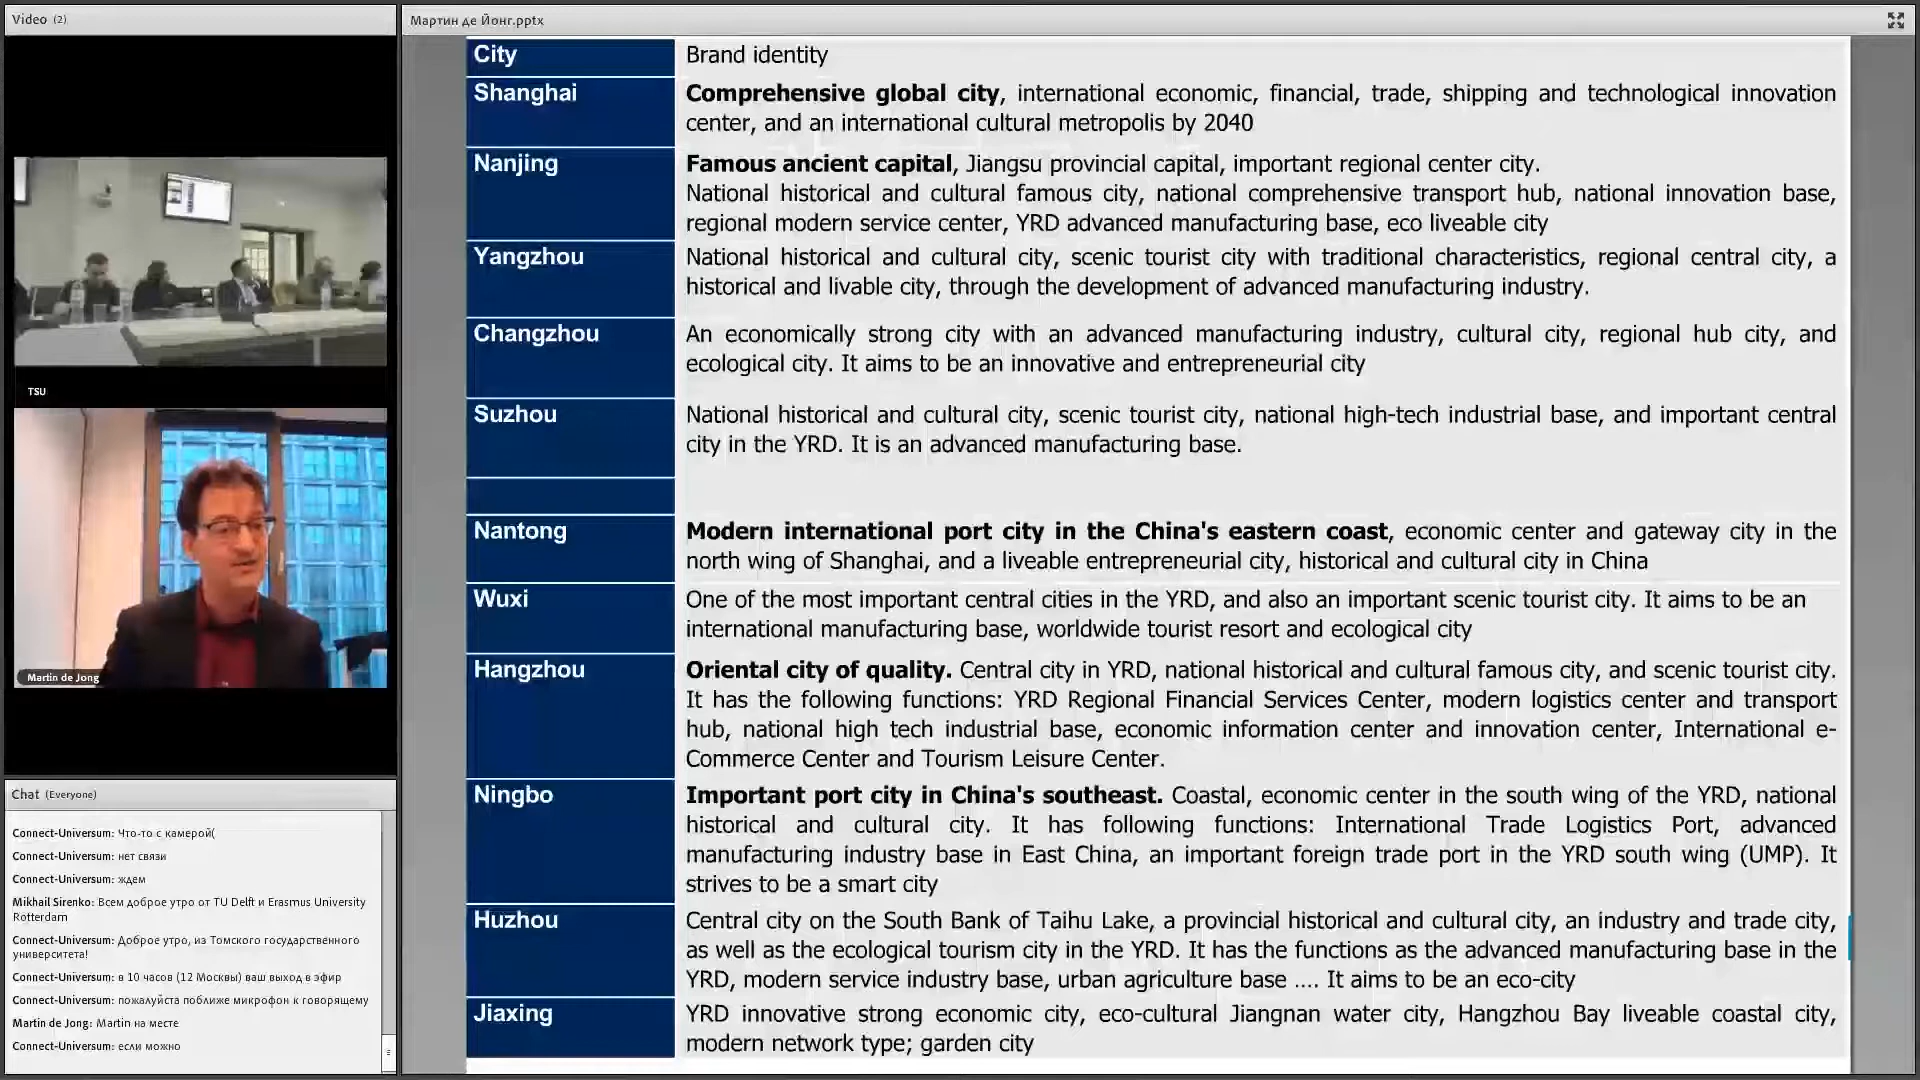 Video (2)
TSU
Martin de Jong
Chat (Everyone)
Connect-Universum: Что-то с камерой(
Connect-Universum: нет связи
Connect-Universum: ждем
Mikhail Sirenko: Всем доброе утро от TU Delft и Erasmus University
Rotterdam
Connect-Universum: Доброе утро, из Томского государственного
университета!
Connect-Universum: в 10 часов (12 Москвы) ваш выход в эфир
Connect-Universum: пожалуйста поближе микрофон к говорящему
Martin de Jong: Martin на месте
Connect-Universum: если можно
Мартин де Йонг.pptx
City Brand identity
Shanghai Comprehensive global city, international economic, financial, trade, shipping and technological innovation
center, and an international cultural metropolis by 2040
Nanjing Famous ancient capital, Jiangsu provincial capital, important regional center city.
National historical and cultural famous city, national comprehensive transport hub, national innovation base,
regional modern service center, YRD advanced manufacturing base, eco liveable city
Yangzhou National historical and cultural city, scenic tourist city with traditional characteristics, regional central city, a
historical and livable city, through the development of advanced manufacturing industry.
Changzhou An economically strong city with an advanced manufacturing industry, cultural city, regional hub city, and
ecological city. It aims to be an innovative and entrepreneurial city
Suzhou National historical and cultural city, scenic tourist city, national high-tech industrial base, and important central
city in the YRD. It is an advanced manufacturing base.
Nantong Modern international port city in the China's eastern coast, economic center and gateway city in the
north wing of Shanghai, and a liveable entrepreneurial city, historical and cultural city in China
Wuxi One of the most important central cities in the YRD, and also an important scenic tourist city. It aims to be an
international manufacturing base, worldwide tourist resort and ecological city
Hangzhou Oriental city of quality. Central city in YRD, national historical and cultural famous city, and scenic tourist city.
It has the following functions: YRD Regional Financial Services Center, modern logistics center and transport
hub, national high tech industrial base, economic information center and innovation center, International e-
Commerce Center and Tourism Leisure Center.
Ningbo Important port city in China's southeast. Coastal, economic center in the south wing of the YRD, national
historical and cultural city. It has following functions: International Trade Logistics Port, advanced
manufacturing industry base in East China, an important foreign trade port in the YRD south wing (UMP). It
strives to be a smart city
Huzhou Central city on the South Bank of Taihu Lake, a provincial historical and cultural city, an industry and trade city,
as well as the ecological tourism city in the YRD. It has the functions as the advanced manufacturing base in the
YRD, modern service industry base, urban agriculture base .... It aims to be an eco-city
Jiaxing YRD innovative strong economic city, eco-cultural Jiangnan water city, Hangzhou Bay liveable coastal city,
modern network type; garden city